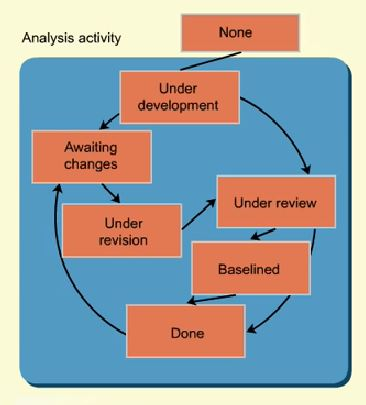 None
Analysis activity
Under
development
Awaiting
changes
Under review
Under
revision
Baselined
Done